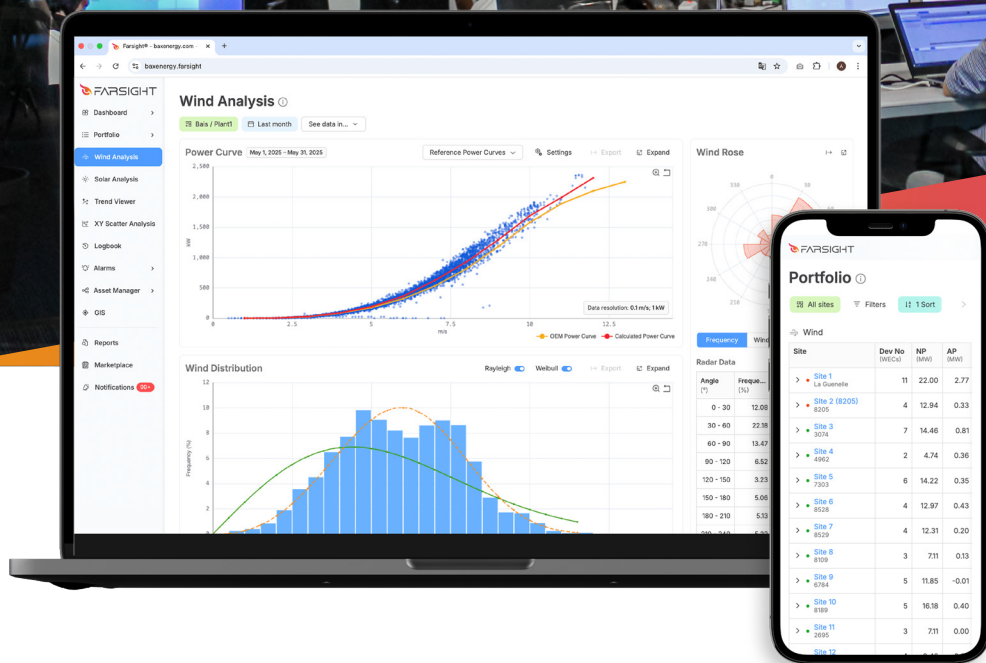 Farsight® - baxenergy.com -
baxenergy.farsight
FARSIGHT
Dashboard
Portfolio
Wind Analysis
Solar Analysis
Trend Viewer
XY Scatter Analysis
Logbook
Alarms
Asset Manager
GIS
Reports
Marketplace
Notifications 99+
Wind Analysis
Bais / Plant1 Last month See data in...
Power Curve May 1, 2025 - May 31, 2025 Reference Power Curves Settings Export Expand
2,500
2,000
1,500
kW
1,000
500
0
0 2.5 5 7.5 10 12.5
m/s
Data resolution: 0.1 m/s; 1 kW
OEM Power Curve Calculated Power Curve
Wind Distribution Rayleigh Weibull Export Expand
12
10
8
Frequency (%)
6
4
2
0
Wind Rose
0
330 30
300
270
240
210
Frequency Wind
Radar Data
Angle Freque...
(°) (%)
0 - 30 12.08
30 - 60 22.18
60 - 90 13.47
90 - 120 6.52
120 - 150 3.23
150 - 180 5.06
180 - 210 5.13
FARSIGHT
Portfolio
All sites Filters 1 Sort
Wind
Site Dev No NP AP
(WECs) (MW) (MW)
Site 1 11 22.00 2.77
La Guenelle
Site 2 (8205) 4 12.94 0.33
8205
Site 3 7 14.46 0.81
3074
Site 4 2 4.74 0.36
4962
Site 5 6 14.22 0.35
7303
Site 6 4 12.97 0.43
8528
Site 7 4 12.31 0.20
8529
Site 8 3 7.11 0.13
8109
Site 9 5 11.85 -0.01
6784
Site 10 5 16.18 0.40
8189
Site 11 3 7.11 0.00
2695
Site 12